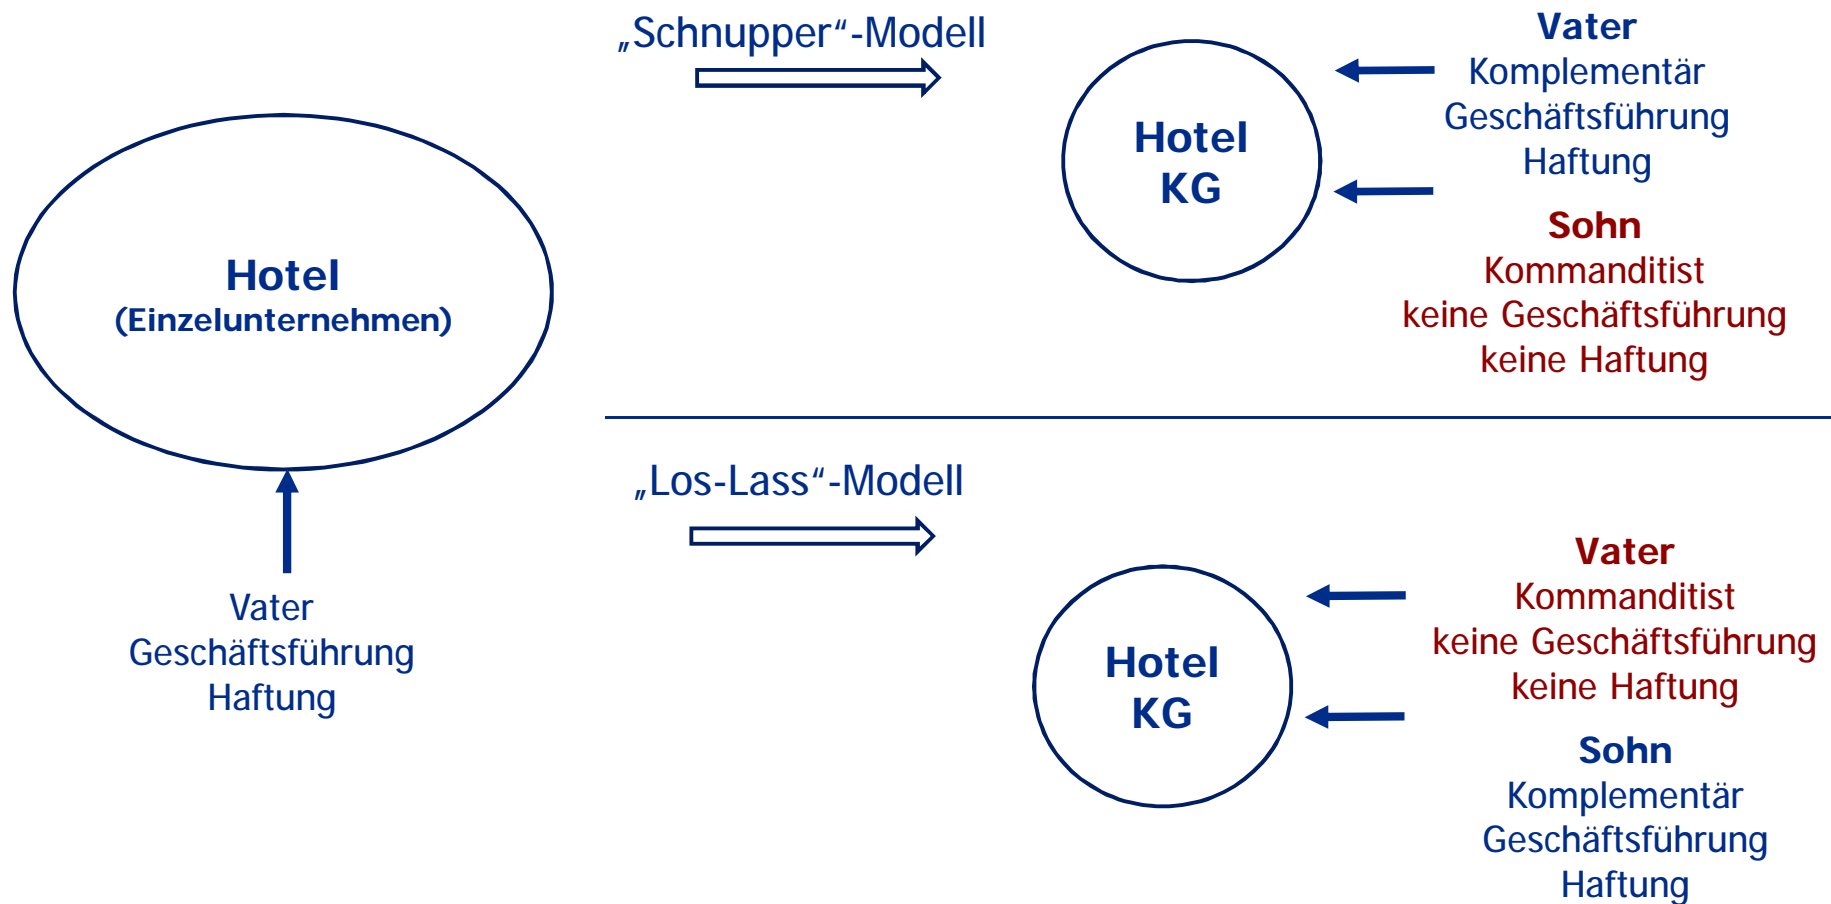 Hotel
(Einzelunternehmen)
Vater
Geschäftsführung
Haftung
„Schnupper“-Modell
Hotel
KG
Vater
Komplementär
Geschäftsführung
Haftung
Sohn
Kommanditist
keine Geschäftsführung
keine Haftung
„Los-Lass“-Modell
Hotel
KG
Vater
Kommanditist
keine Geschäftsführung
keine Haftung
Sohn
Komplementär
Geschäftsführung
Haftung